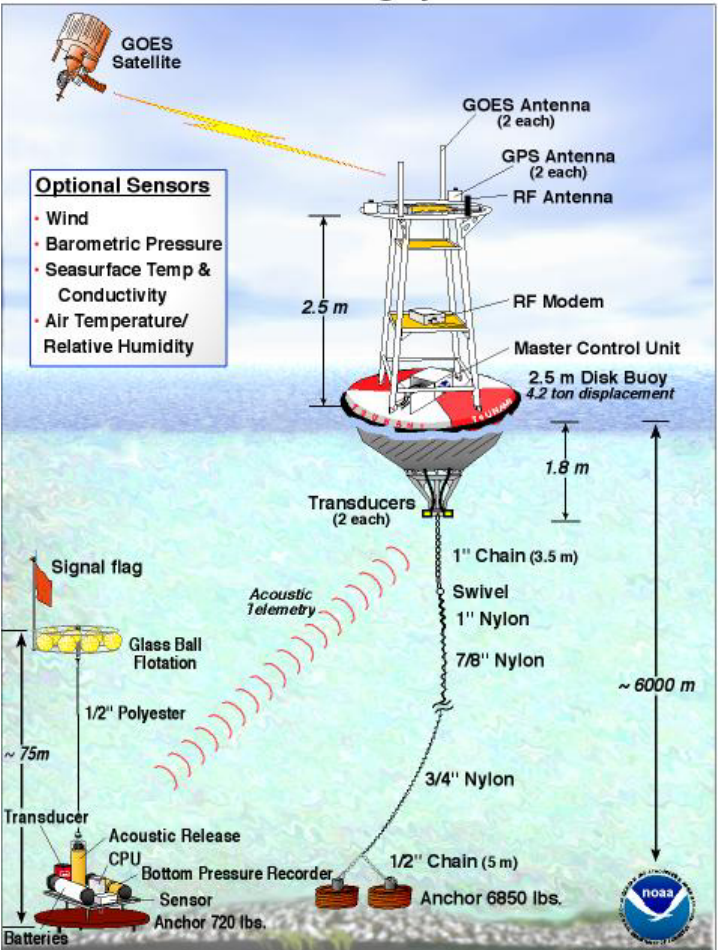 GOES
Satellite
GOES Antenna
(2 each)
GPS Antenna
(2 each)
RF Antenna
Optional Sensors
• Wind
• Barometric Pressure
• Seasurface Temp &
Conductivity
• Air Temperature/
Relative Humidity
2.5 m
RF Modem
Master Control Unit
2.5 m Disk Buoy
4.2 ton displacement
TSUNAMI
TSUNAMI
1.8 m
Transducers
(2 each)
1" Chain (3.5 m)
Signal flag
Acoustic
Telemetry
Swivel
1" Nylon
Glass Ball
Flotation
7/8" Nylon
~ 6000 m
1/2" Polyester
~ 75m
3/4" Nylon
Transducer
Acoustic Release
CPU
Bottom Pressure Recorder
1/2" Chain (5 m)
Sensor
Anchor 6850 lbs.
Anchor 720 lbs.
Batteries
noaa